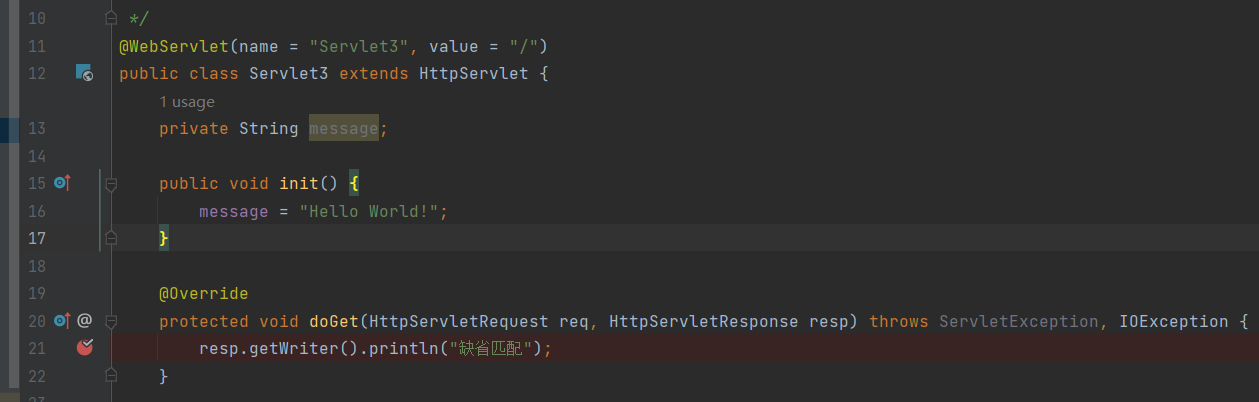 10 */
11 @WebServlet(name = "Servlet3", value = "/")
12 public class Servlet3 extends HttpServlet {
1 usage
13 private String message;
14
15 public void init() {
16 message = "Hello World!";
17 }
18
19 @Override
20 @ protected void doGet(HttpServletRequest req, HttpServletResponse resp) throws ServletException, IOException {
21 resp.getWriter().println("缺省匹配");
22 }